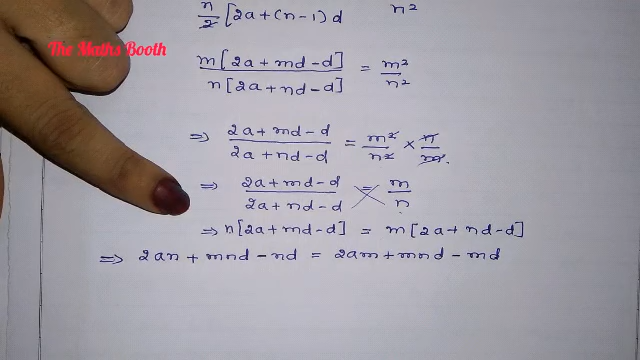 n/2 [2a+(n-1)d n²
The Maths Booth
m[2a+md-d] / n[2a+nd-d] = m²/n²
⇒ 2a+md-d / 2a+nd-d = m²/n² × n/m
⇒ 2a+md-d / 2a+nd-d = m/n
⇒ n[2a+md-d] = m[2a+nd-d]
⇒ 2an + mnd - nd = 2am + mnd - md